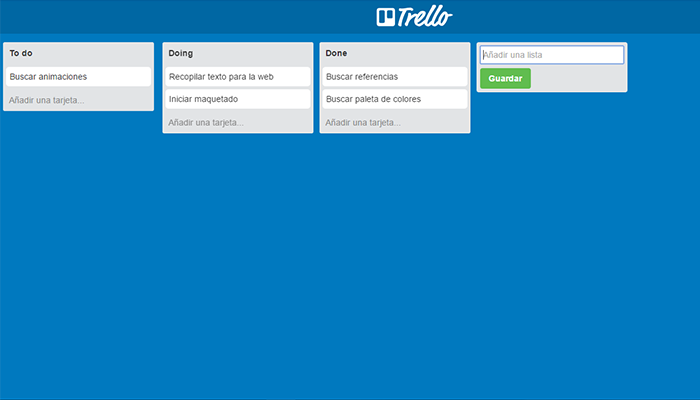 Trello
To do
Buscar animaciones
Añadir una tarjeta...
Doing
Recopilar texto para la web
Iniciar maquetado
Añadir una tarjeta...
Done
Buscar referencias
Buscar paleta de colores
Añadir una tarjeta...
Añadir una lista
Guardar